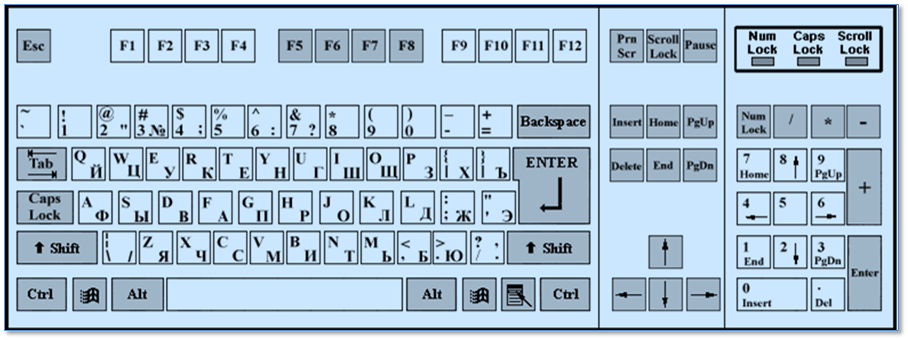 Esc F1 F2 F3 F4 F5 F6 F7 F8 F9 F10 F11 F12 Prn Scr Scroll Lock Pause Num Lock Caps Lock Scroll Lock
~ ` ! 1 @ 2 " # 3 № $ 4 ; % 5 ^ 6 : & 7 ? * 8 ( 9 ) 0 _ - + = Backspace Insert Home PgUp Num Lock / * -
Tab Q Й W Ц E У R К T Е Y Н U Г I Ш O Щ P З { [ Х } ] Ъ ENTER Delete End PgDn 7 Home 8 ↑ 9 PgUp +
Caps Lock A Ф S Ы D В F А G П H Р J О K Л L Д : ; Ж " ' Э 4 ← 5 6 →
⬆ Shift | \ / Z Я X Ч C С V М B И N Т M Ь < , Б > . Ю ? / , . ⬆ Shift ↑ 1 End 2 ↓ 3 PgDn Enter
Ctrl Alt Alt Ctrl ← ↓ → 0 Insert . Del